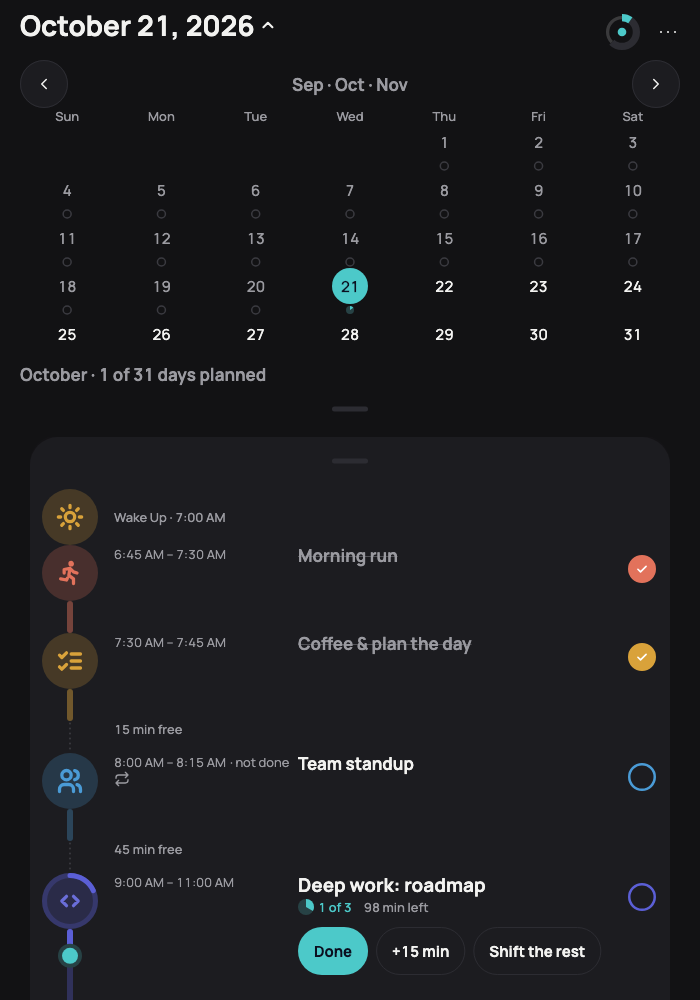 October 21, 2026
Sep · Oct · Nov
Sun Mon Tue Wed Thu Fri Sat
1 2 3
4 5 6 7 8 9 10
11 12 13 14 15 16 17
18 19 20 21 22 23 24
25 26 27 28 29 30 31
October · 1 of 31 days planned
Wake Up · 7:00 AM
6:45 AM – 7:30 AM Morning run
7:30 AM – 7:45 AM Coffee & plan the day
15 min free
8:00 AM – 8:15 AM · not done Team standup
45 min free
9:00 AM – 11:00 AM Deep work: roadmap
1 of 3 98 min left
Done +15 min Shift the rest